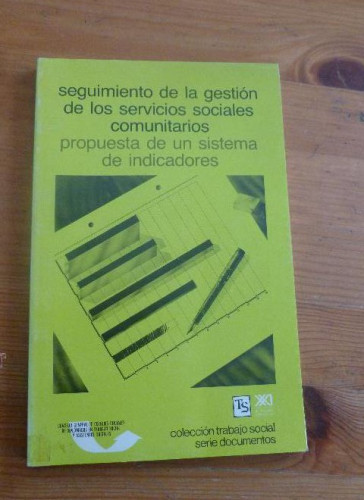 seguimiento de la gestión
de los servicios sociales
comunitarios
propuesta de un sistema
de indicadores
TS
colección trabajo social
serie documentos